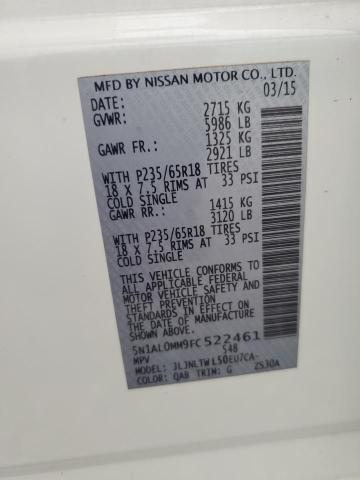 MFD BY NISSAN MOTOR CO., LTD.
DATE: 03/15
GVWR: 2715 KG
5986 LB
GAWR FR.: 1325 KG
2921 LB
WITH P235/65R18 TIRES
18 X 7.5 RIMS AT 33 PSI
COLD SINGLE
GAWR RR.: 1415 KG
3120 LB
WITH P235/65R18 TIRES
18 X 7.5 RIMS AT 33 PSI
COLD SINGLE
THIS VEHICLE CONFORMS TO ALL
APPLICABLE U.S. FEDERAL MOTOR
VEHICLE SAFETY AND
THEFT PREVENTION
STANDARDS IN EFFECT ON THE DATE OF
MANUFACTURE SHOWN ABOVE.
5N1AL0MM9FC522461
MPV 548
MODEL: JLJNLTWL50EU7CA-
COLOR: QAB TRIM: G ZS30A